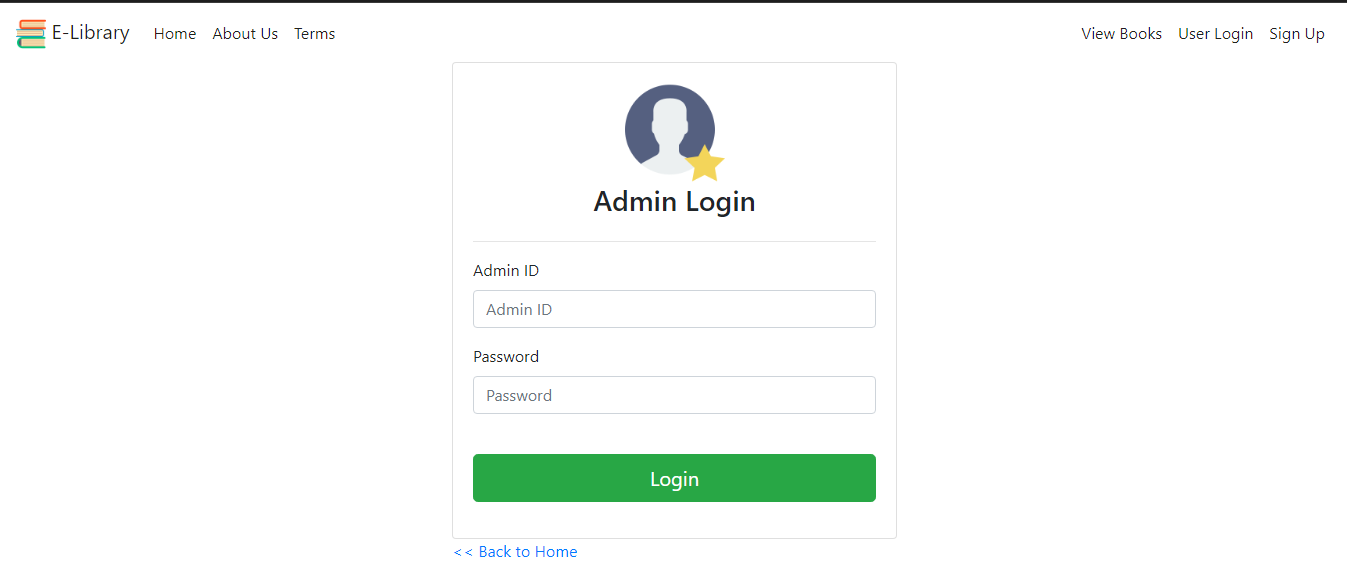 E-Library Home About Us Terms View Books User Login Sign Up
Admin Login
Admin ID
Admin ID
Password
Password
Login
<< Back to Home